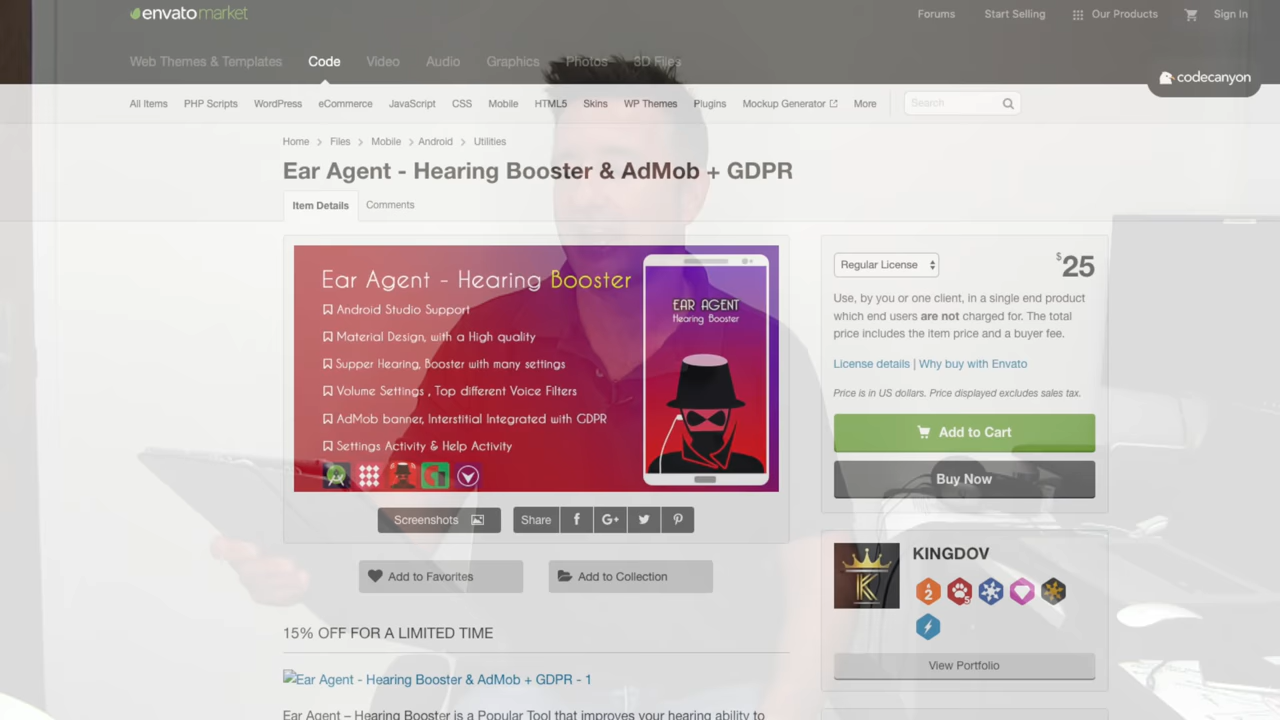 envatomarket
Forums
Start Selling
Our Products
Sign In
Web Themes & Templates
Code
Video
Audio
Graphics
Photos
3D Files
codecanyon
All Items
PHP Scripts
WordPress
eCommerce
JavaScript
CSS
Mobile
HTML5
Skins
WP Themes
Plugins
Mockup Generator
More
Search
Home > Files > Mobile > Android > Utilities
Ear Agent - Hearing Booster & AdMob + GDPR
Item Details
Comments
Ear Agent - Hearing Booster
Android Studio Support
Material Design, with a High quality
Supper Hearing, Booster with many settings
Volume Settings , Top different Voice Filters
AdMob banner, Interstitial Integrated with GDPR
Settings Activity & Help Activity
EAR AGENT
Hearing Booster
Screenshots
Share
Add to Favorites
Add to Collection
15% OFF FOR A LIMITED TIME
Ear Agent - Hearing Booster & AdMob + GDPR - 1
Ear Agent – Hearing Booster is a Popular Tool that improves your hearing ability to
Regular License
$25
Use, by you or one client, in a single end product
which end users are not charged for. The total
price includes the item price and a buyer fee.
License details | Why buy with Envato
Price is in US dollars. Price displayed excludes sales tax.
Add to Cart
Buy Now
K
KINGDOV
2
5
View Portfolio